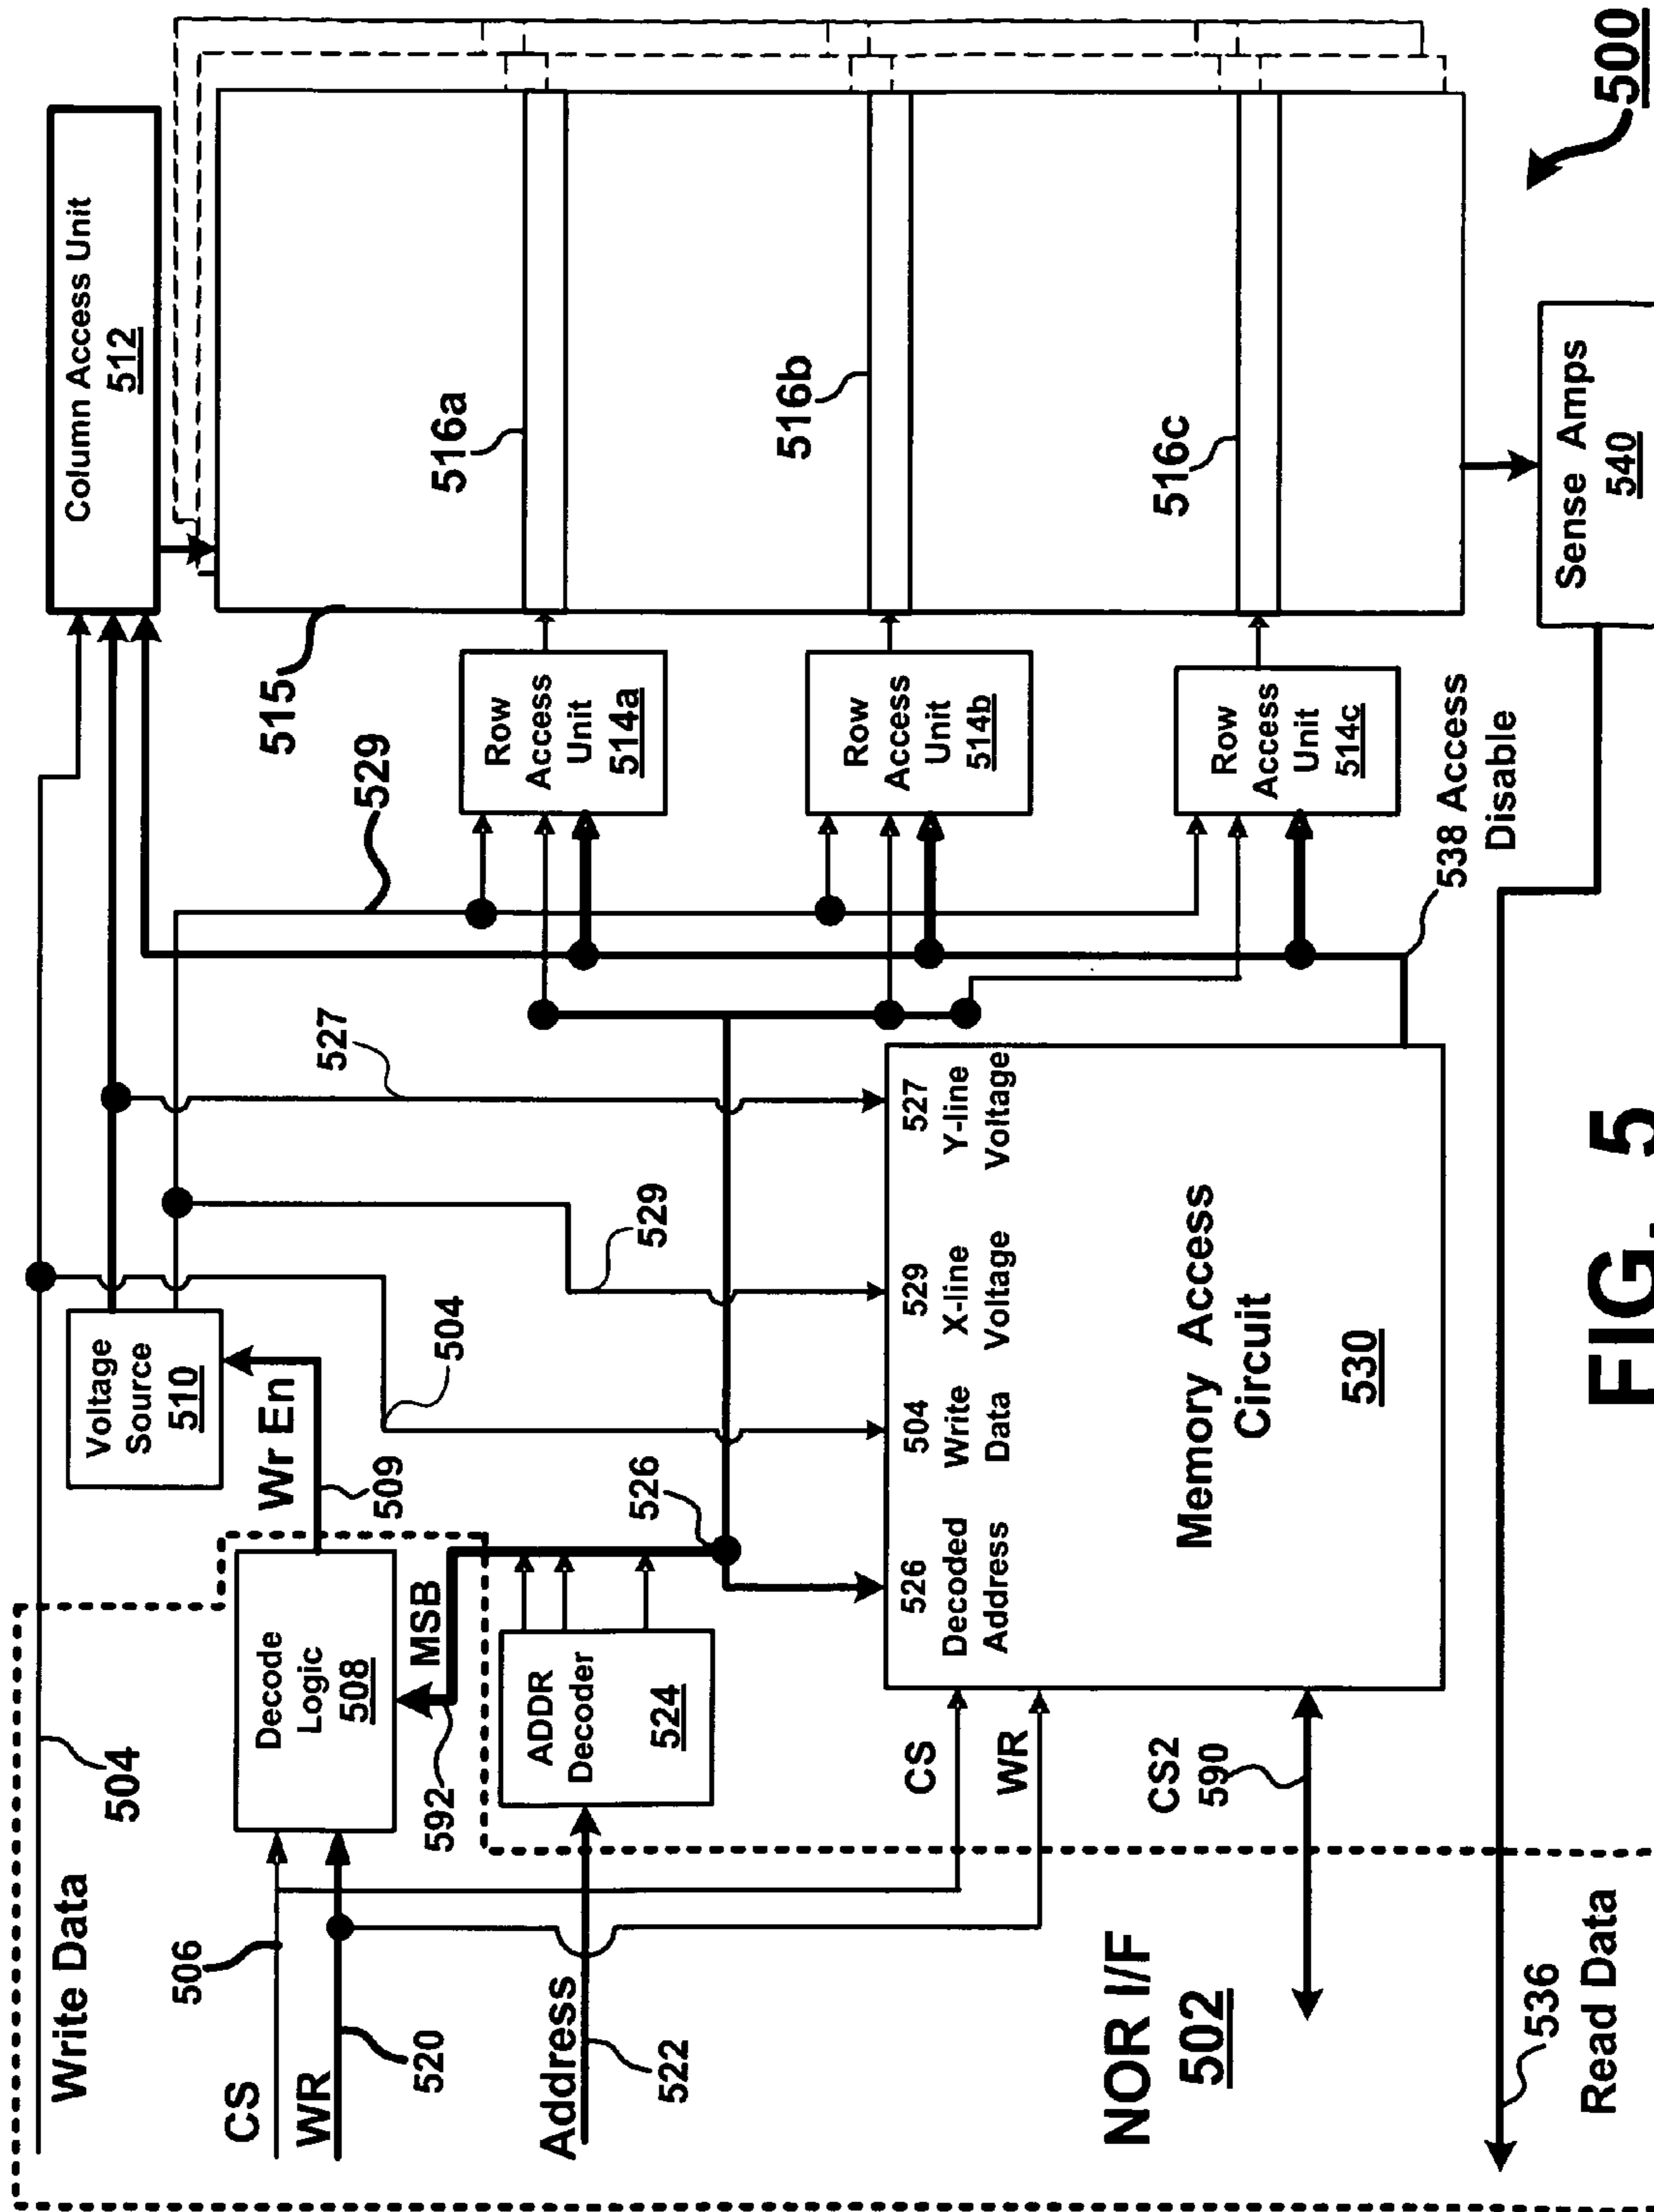 Write Data
504
CS
506
WR
520
Address
522
NOR I/F
502
536
Read Data
Decode
Logic
508
592
MSB
ADDR
Decoder
524
CS
WR
CS2
590
Wr En
509
Voltage
Source
510
526
504
529
527
526
Decoded
Address
504
Write
Data
529
X-line
Voltage
527
Y-line
Voltage
Memory Access
Circuit
530
529
515
Column Access Unit
512
Row
Access
Unit
514a
Row
Access
Unit
514b
Row
Access
Unit
514c
538 Access
Disable
516a
516b
516c
Sense Amps
540
500
FIG. 5